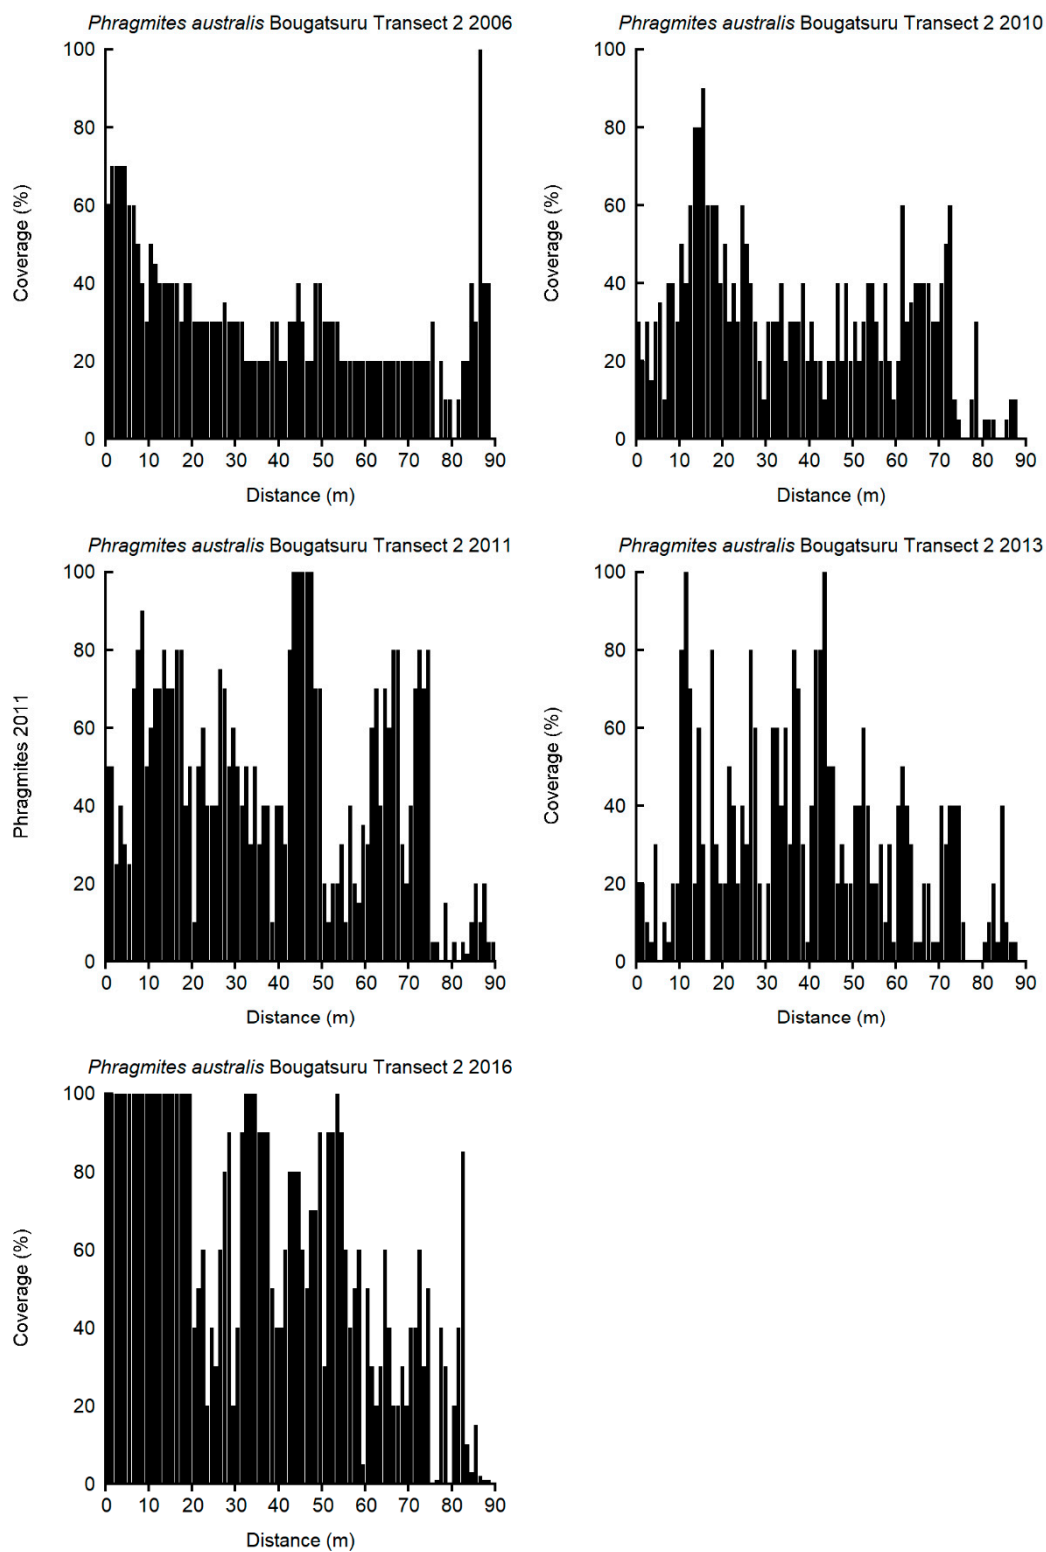 Phragmites australis Bougatsuru Transect 2 2006
100
80
60
40
20
0
Coverage (%)
0 10 20 30 40 50 60 70 80 90
Distance (m)
Phragmites australis Bougatsuru Transect 2 2010
100
80
60
40
20
0
Coverage (%)
0 10 20 30 40 50 60 70 80 90
Distance (m)
Phragmites australis Bougatsuru Transect 2 2011
100
80
60
40
20
0
Phragmites 2011
0 10 20 30 40 50 60 70 80 90
Distance (m)
Phragmites australis Bougatsuru Transect 2 2013
100
80
60
40
20
0
Coverage (%)
0 10 20 30 40 50 60 70 80 90
Distance (m)
Phragmites australis Bougatsuru Transect 2 2016
100
80
60
40
20
0
Coverage (%)
0 10 20 30 40 50 60 70 80 90
Distance (m)